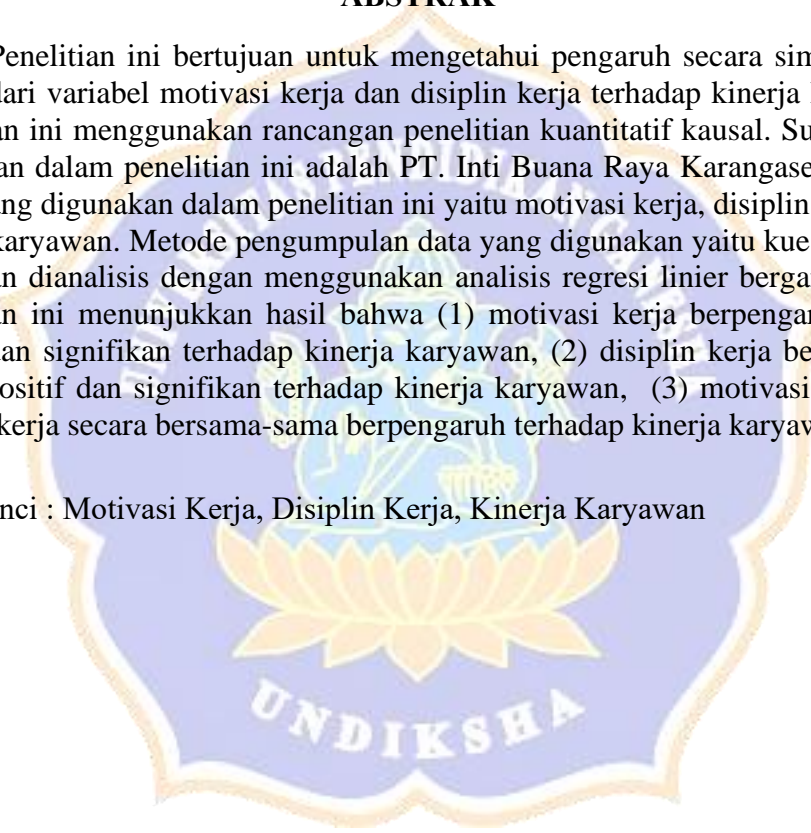 ABSTRAK
Penelitian ini bertujuan untuk mengetahui pengaruh secara sim
dari variabel motivasi kerja dan disiplin kerja terhadap kinerja
an ini menggunakan rancangan penelitian kuantitatif kausal. Su
an dalam penelitian ini adalah PT. Inti Buana Raya Karangase
ng digunakan dalam penelitian ini yaitu motivasi kerja, disiplin
karyawan. Metode pengumpulan data yang digunakan yaitu kue
n dianalisis dengan menggunakan analisis regresi linier berga
an ini menunjukkan hasil bahwa (1) motivasi kerja berpengar
dan signifikan terhadap kinerja karyawan, (2) disiplin kerja be
ositif dan signifikan terhadap kinerja karyawan, (3) motivasi
kerja secara bersama-sama berpengaruh terhadap kinerja karyaw
nci : Motivasi Kerja, Disiplin Kerja, Kinerja Karyawan
UNIVERSITAS PENDIDIKAN GANESHA
UNDIKSHA